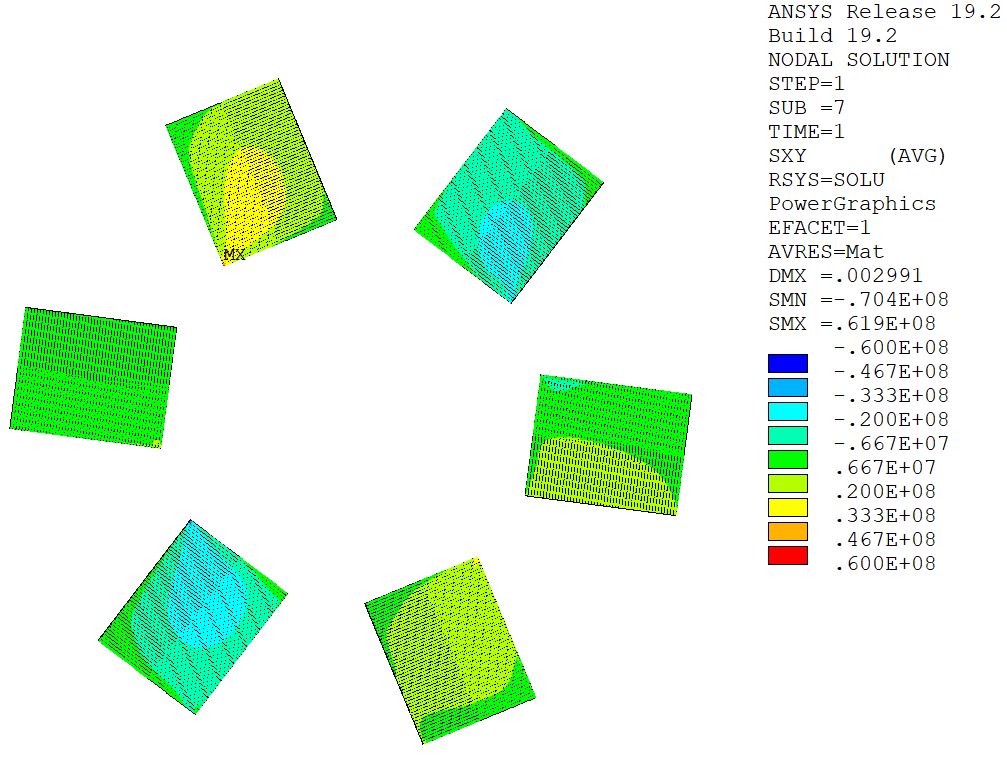 ANSYS Release 19.2
Build 19.2
NODAL SOLUTION
STEP=1
SUB =7
TIME=1
SXY (AVG)
RSYS=SOLU
PowerGraphics
EFACET=1
AVRES=Mat
DMX =.002991
SMN =-.704E+08
SMX =.619E+08
-.600E+08
-.467E+08
-.333E+08
-.200E+08
-.667E+07
.667E+07
.200E+08
.333E+08
.467E+08
.600E+08
MX